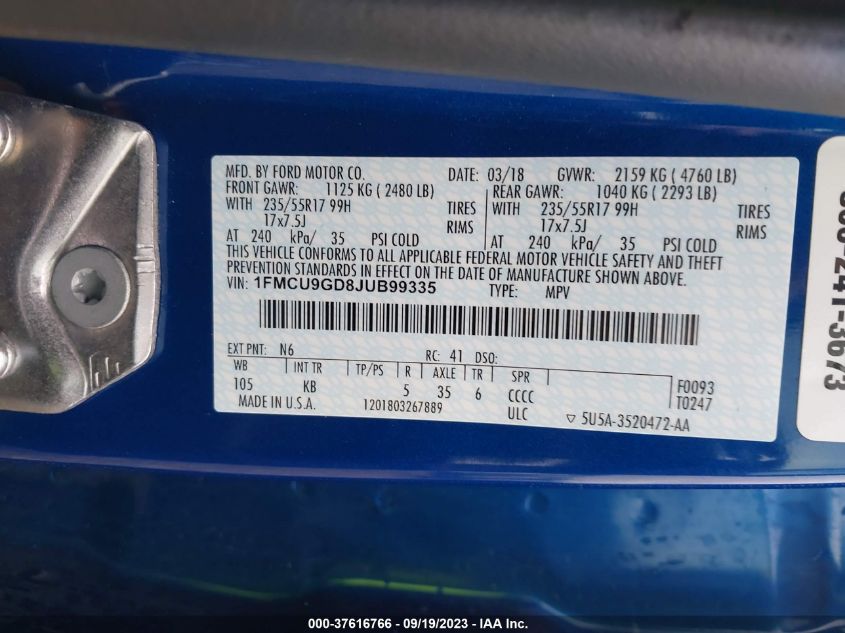 MFD. BY FORD MOTOR CO. DATE: 03/18 GVWR: 2159 KG ( 4760 LB)
FRONT GAWR: 1125 KG ( 2480 LB) REAR GAWR: 1040 KG ( 2293 LB)
WITH 235/55R17 99H TIRES WITH 235/55R17 99H TIRES
17x7.5J RIMS 17x7.5J RIMS
AT 240 kPa/ 35 PSI COLD AT 240 kPa/ 35 PSI COLD
THIS VEHICLE CONFORMS TO ALL APPLICABLE FEDERAL MOTOR VEHICLE SAFETY AND THEFT
PREVENTION STANDARDS IN EFFECT ON THE DATE OF MANUFACTURE SHOWN ABOVE.
VIN: 1FMCU9GD8JUB99335 TYPE: MPV
EXT PNT: N6 RC: 41 DSO:
WB INT TR TP/PS R AXLE TR SPR F0093
105 KB 5 35 6 CCCC T0247
MADE IN U.S.A. 1201803267889 ULC ▽ 5U5A-3520472-AA
241-3673
000-37616766 - 09/19/2023 - IAA Inc.